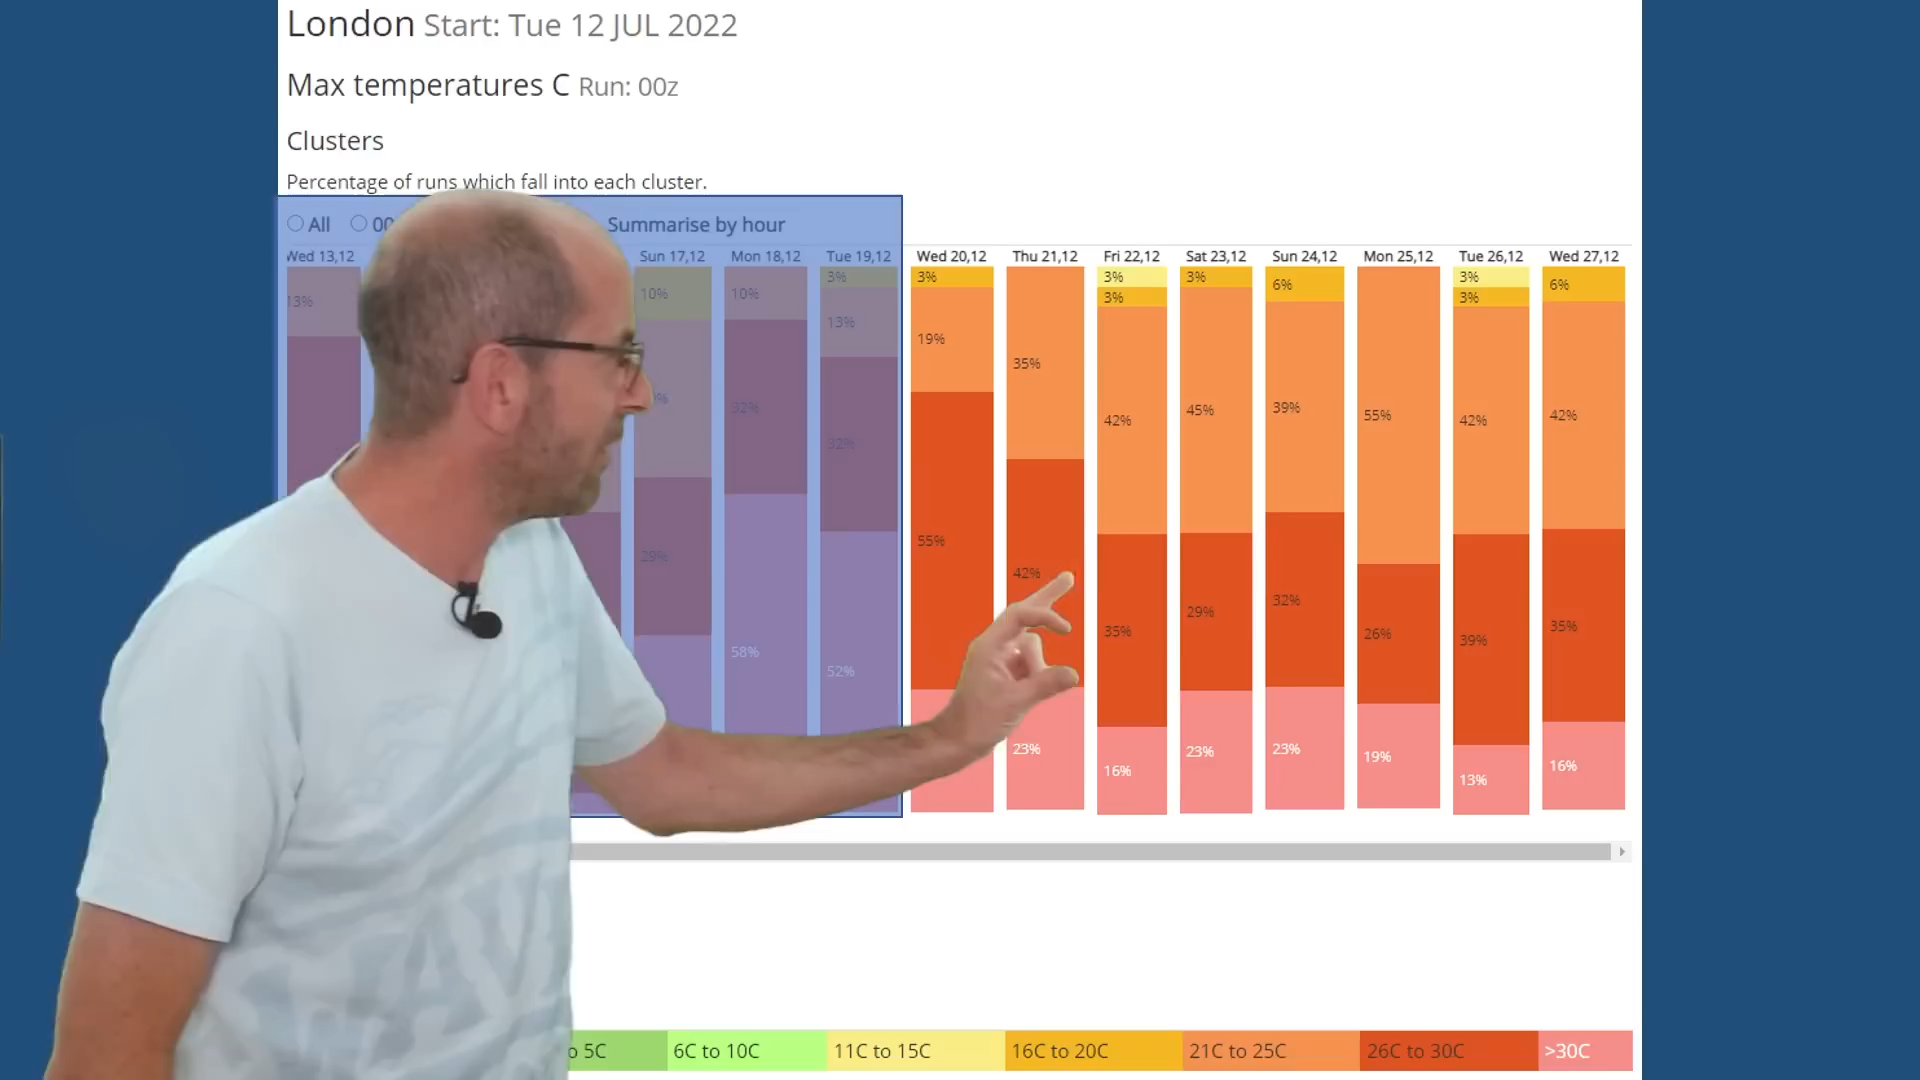 London Start: Tue 12 JUL 2022
Max temperatures C Run: 00z
Clusters
Percentage of runs which fall into each cluster.
All 00 Summarise by hour
Wed 13,12 Sun 17,12 Mon 18,12 Tue 19,12 Wed 20,12 Thu 21,12 Fri 22,12 Sat 23,12 Sun 24,12 Mon 25,12 Tue 26,12 Wed 27,12
3% 3% 3% 3% 3%
13% 10% 10% 3% 6% 3% 6%
13% 19% 35%
32% 32% 42% 45% 39% 55% 42% 42%
29% 55% 42%
58% 52% 35% 29% 32% 26% 39% 35%
23% 16% 23% 23% 19% 13% 16%
5C 6C to 10C 11C to 15C 16C to 20C 21C to 25C 26C to 30C >30C